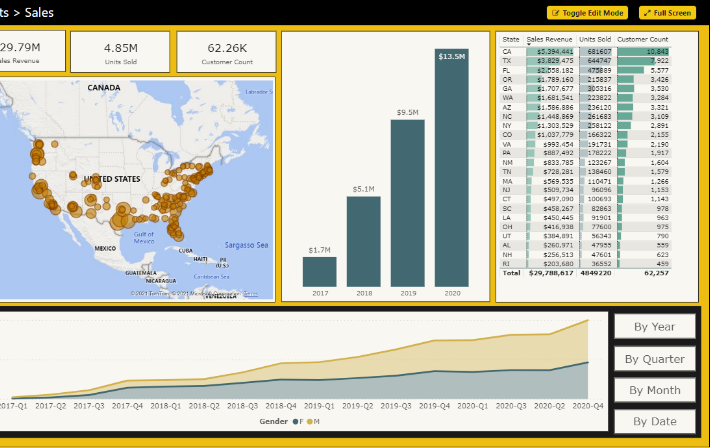 ts > Sales
Toggle Edit Mode
Full Screen
29.79M
Sales Revenue
4.85M
Units Sold
62.26K
Customer Count
CANADA
Labrador S
UNITED STATES
Gulf of
Mexico
MEXICO
CUBA
HAITI
PR
(U.S.)
Sargasso Sea
GUATEMALA
NICARAGUA
Caribbean Sea
VENEZUELA
Terms
$1.7M
$5.1M
$9.5M
$13.5M
2017 2018 2019 2020
State Sales Revenue Units Sold Customer Count
CA $5,394,441 681607 10,843
TX $3,829,475 644747 7,922
FL $2,558,182 475889 5,577
OR $1,789,160 215837 3,426
GA $1,707,677 305316 3,530
WA $1,681,541 223822 3,284
AZ $1,586,886 236120 3,321
NC $1,448,869 261683 3,109
NY $1,303,529 258122 2,891
CO $1,037,779 166322 2,155
VA $993,454 191731 2,190
PA $887,492 178222 1,917
NM $833,785 123267 1,604
TN $728,281 138460 1,579
MA $569,535 110471 1,266
NJ $509,734 96096 1,153
CT $497,090 100693 1,143
SC $458,267 82863 978
LA $450,445 91901 963
OH $416,938 77600 975
UT $384,891 56343 790
AL $260,971 47955 559
NH $256,513 47601 623
RI $203,680 36552 459
Total $29,788,617 4849220 62,257
2017-Q1 2017-Q2 2017-Q3 2017-Q4 2018-Q1 2018-Q2 2018-Q3 2018-Q4 2019-Q1 2019-Q2 2019-Q3 2019-Q4 2020-Q1 2020-Q2 2020-Q3 2020-Q4
Gender F M
By Year
By Quarter
By Month
By Date